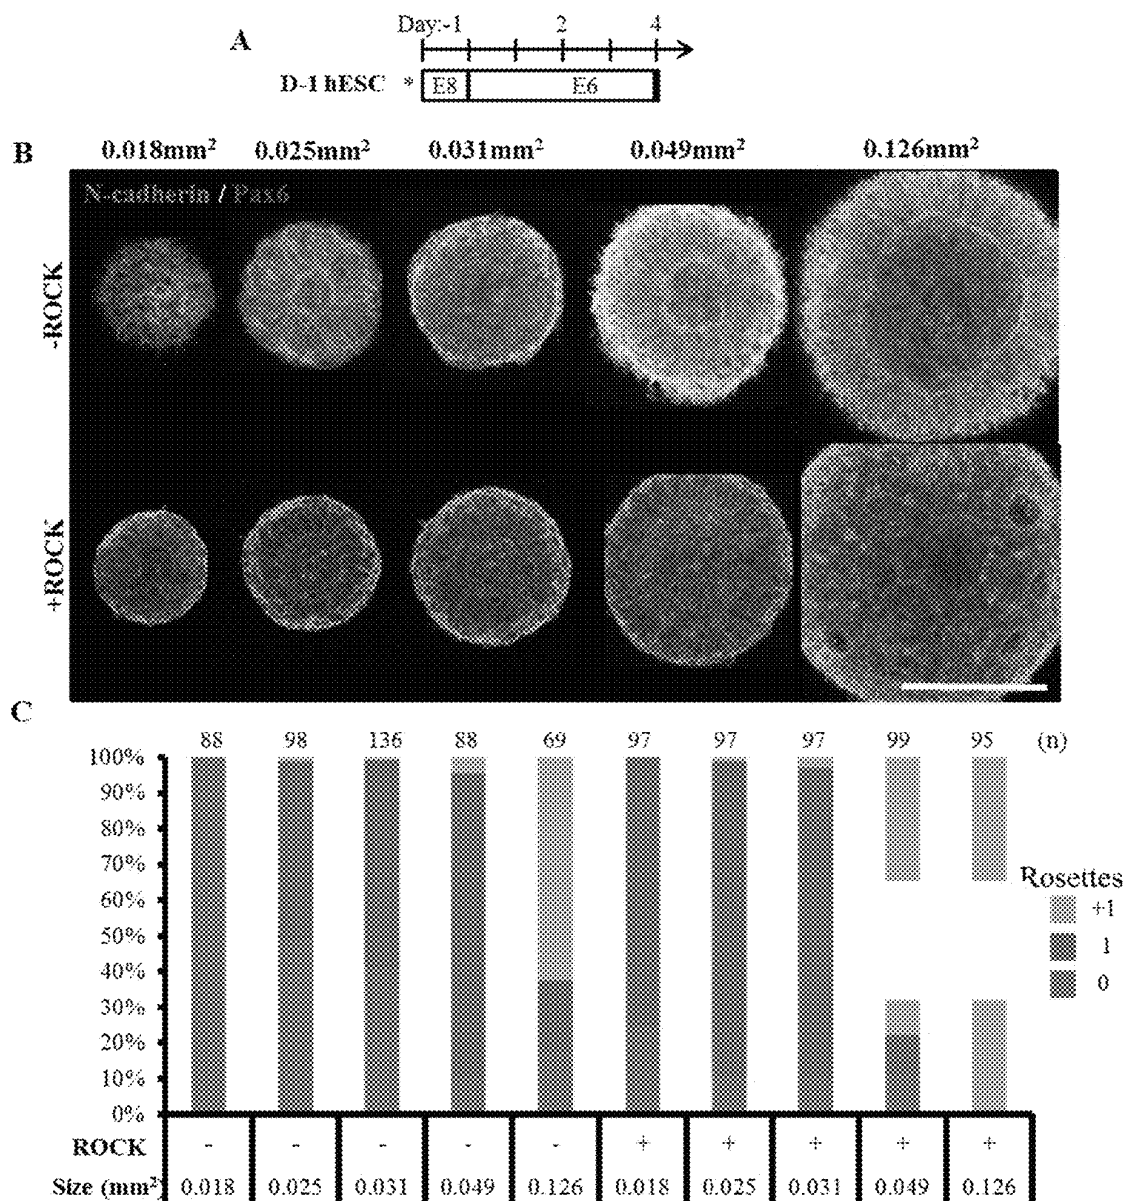 A
Day:-1 2 4
D-1 hESC * E8 E6
B
0.018mm² 0.025mm² 0.031mm² 0.049mm² 0.126mm²
N-cadherin / Pax6
-ROCK
+ROCK
C
88 98 136 88 69 97 97 97 99 95 (n)
100%
90%
80%
70%
60%
50%
40%
30%
20%
10%
0%
Rosettes
+1
1
0
ROCK - - - - - + + + + +
Size (mm²) 0.018 0.025 0.031 0.049 0.126 0.018 0.025 0.031 0.049 0.126